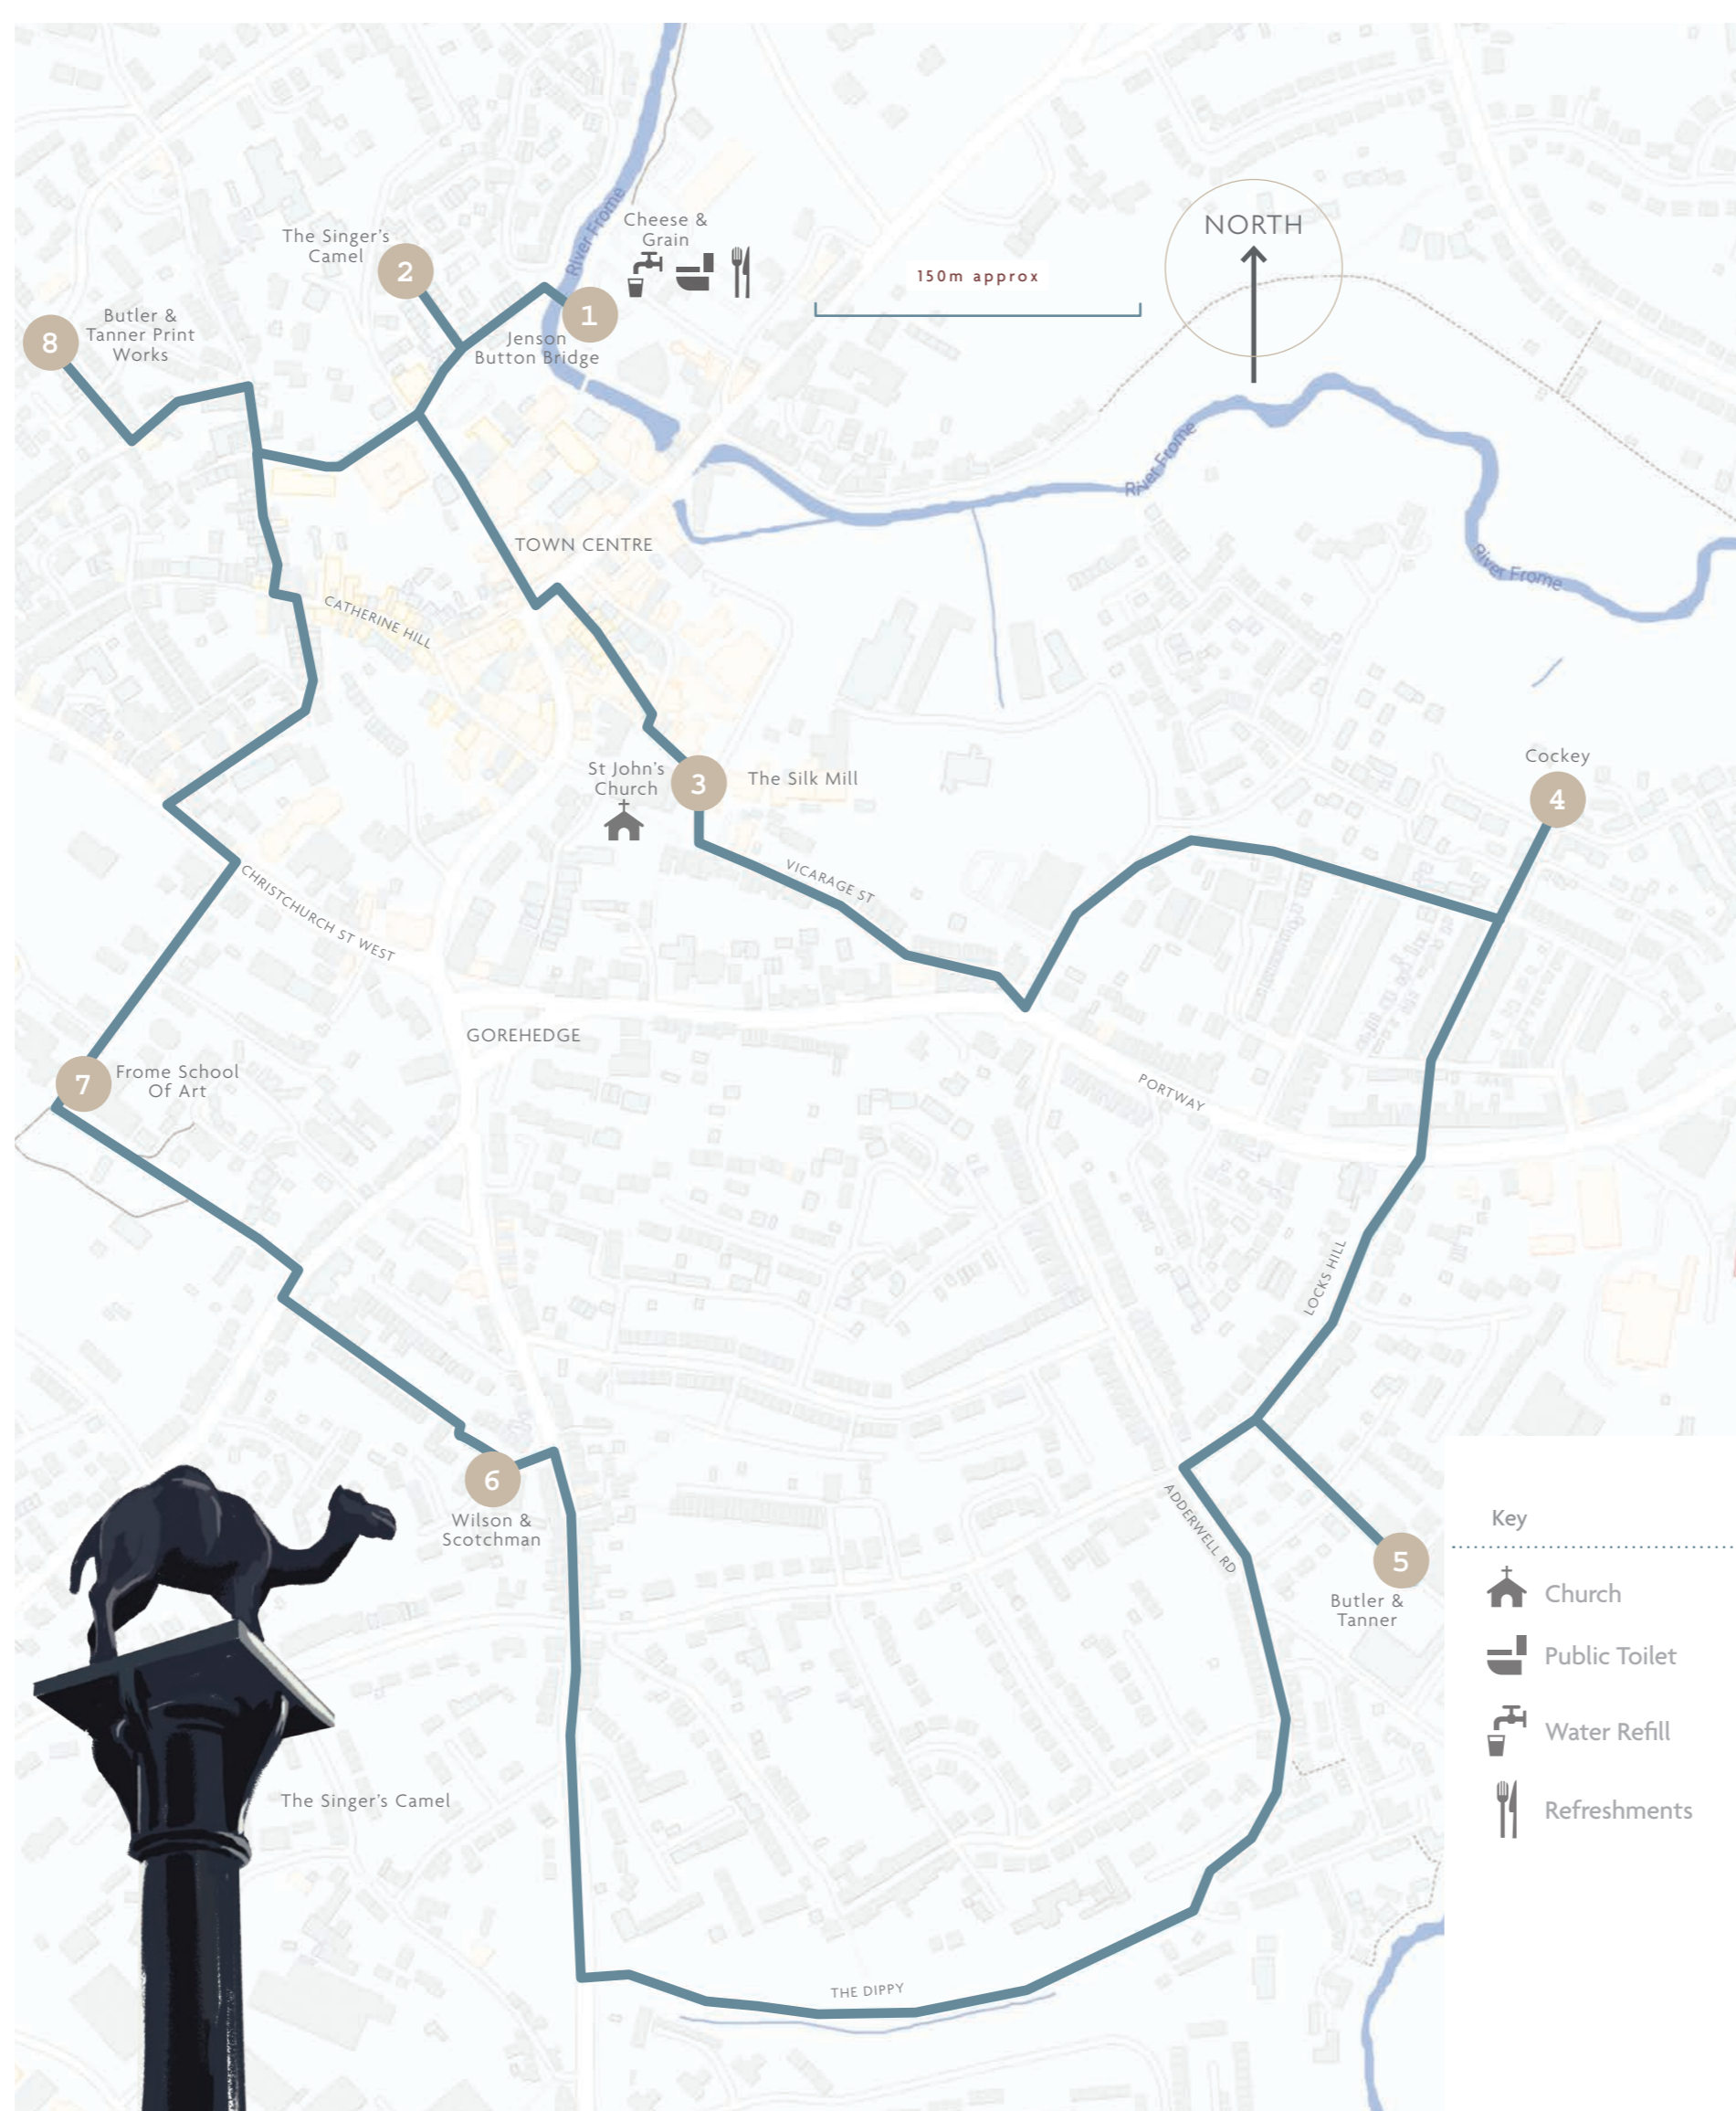 River Frome
Cheese &
Grain
NORTH
The Singer's
Camel
2
150m approx
1
Butler &
Tanner Print
Works
8
Jenson
Button Bridge
River Frome
TOWN CENTRE
River Frome
CATHERINE HILL
Cockey
St John's
Church
3
The Silk Mill
4
VICARAGE ST
CHRISTCHURCH ST WEST
GOREHEDGE
7
Frome School
Of Art
PORTWAY
LOCKS HILL
6
Wilson &
Scotchman
ADDERWELL RD
5
Butler &
Tanner
Key
Church
Public Toilet
Water Refill
Refreshments
The Singer's Camel
THE DIPPY